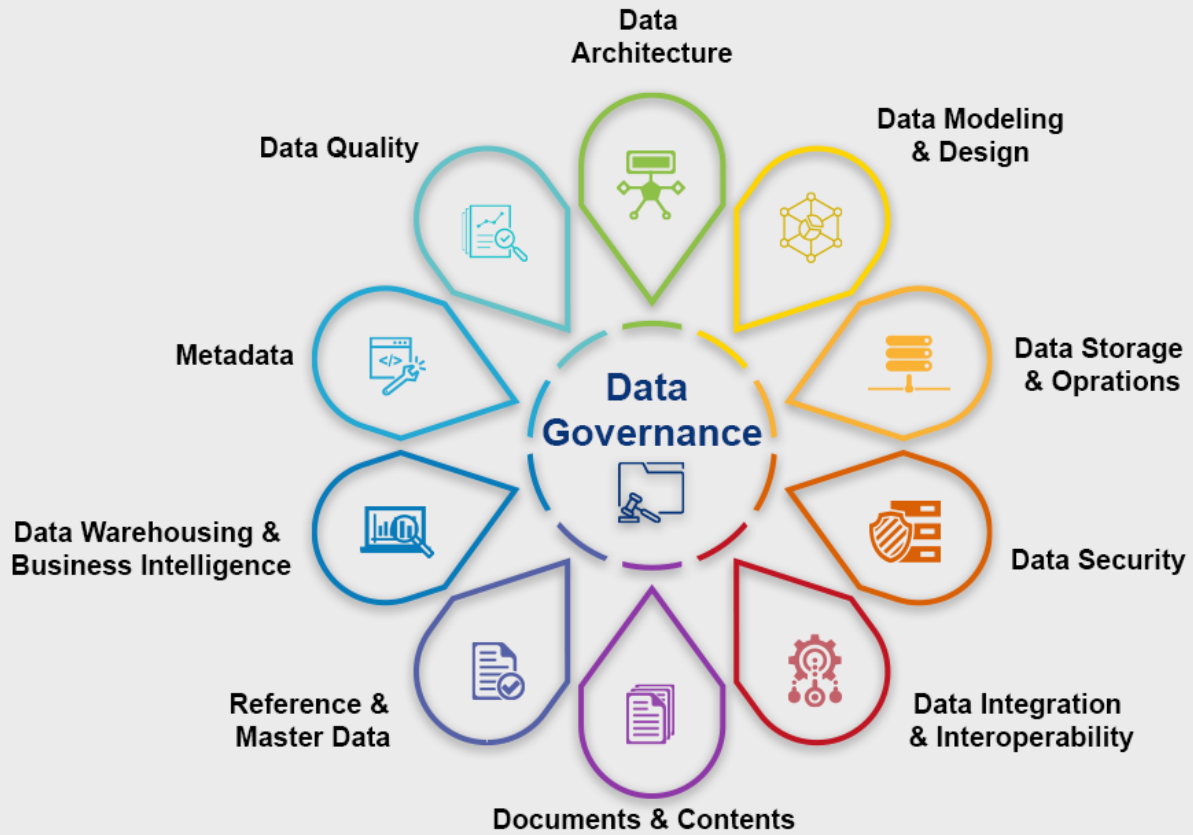 Data
Architecture
Data Modeling
& Design
Data Quality
Data Storage
& Oprations
Metadata
Data
Governance
</>
Data Security
Data Warehousing &
Business Intelligence
Data Integration
& Interoperability
Reference &
Master Data
Documents & Contents